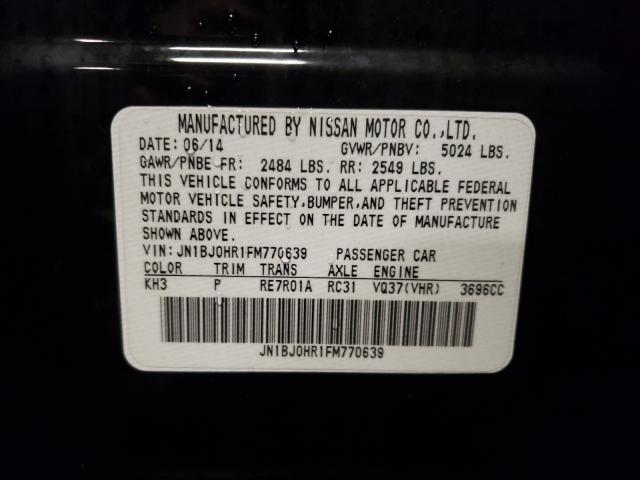 MANUFACTURED BY NISSAN MOTOR CO.,LTD.
DATE: 06/14 GVWR/PNBV: 5024 LBS.
GAWR/PNBE FR: 2484 LBS. RR: 2549 LBS.
THIS VEHICLE CONFORMS TO ALL APPLICABLE FEDERAL
MOTOR VEHICLE SAFETY,BUMPER,AND THEFT PREVENTION
STANDARDS IN EFFECT ON THE DATE OF MANUFACTURE
SHOWN ABOVE.
VIN:JN1BJ0HR1FM770639 PASSENGER CAR
COLOR TRIM TRANS AXLE ENGINE
KH3 P RE7R01A RC31 VQ37(VHR) 3696CC
JN1BJ0HR1FM770639